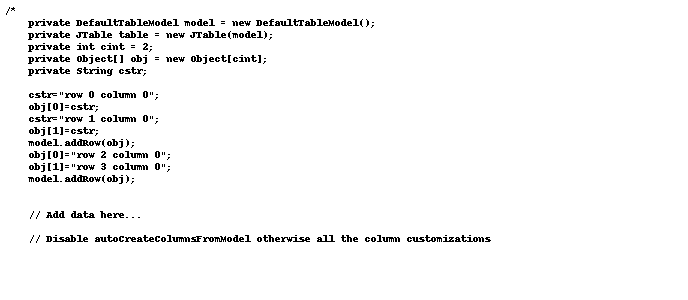 /*
private DefaultTableModel model = new DefaultTableModel();
private JTable table = new JTable(model);
private int cint = 2;
private Object[] obj = new Object[cint];
private String cstr;
cstr="row 0 column 0";
obj[0]=cstr;
cstr="row 1 column 0";
obj[1]=cstr;
model.addRow(obj);
obj[0]="row 2 column 0";
obj[1]="row 3 column 0";
model.addRow(obj);
// Add data here...
// Disable autoCreateColumnsFromModel otherwise all the column customizations